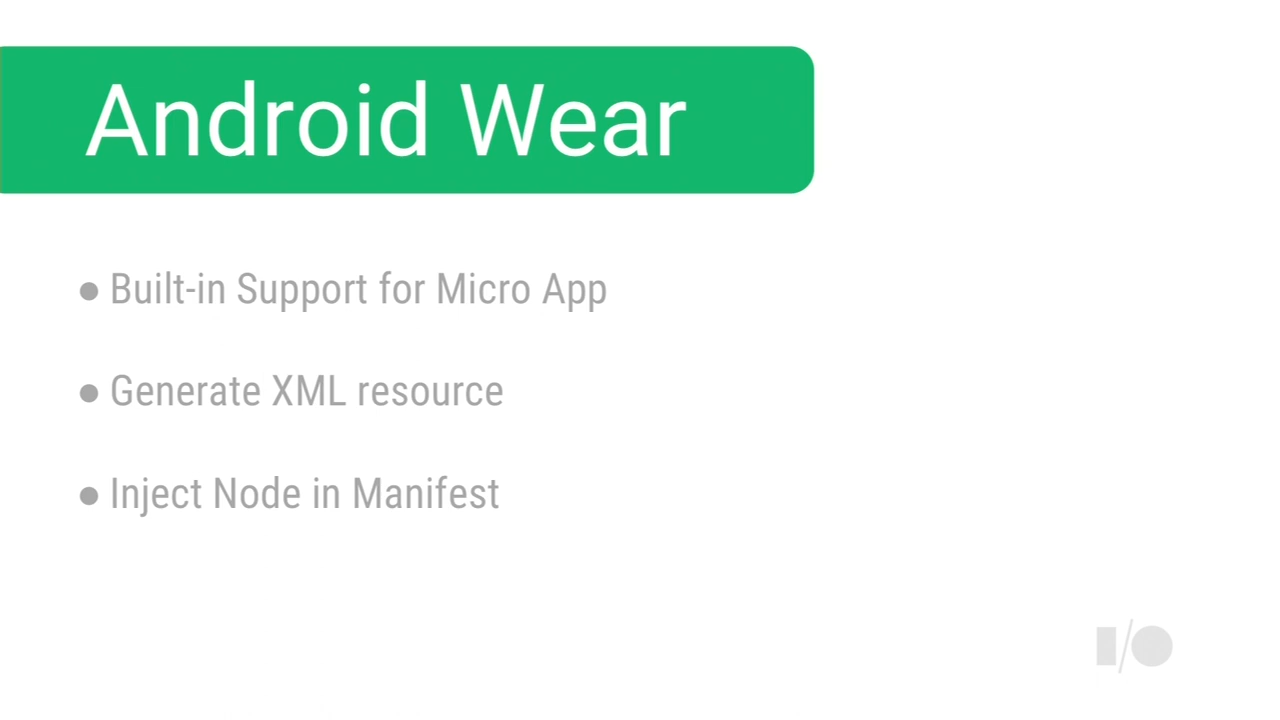 Android Wear
● Built-in Support for Micro App
● Generate XML resource
● Inject Node in Manifest
I/O